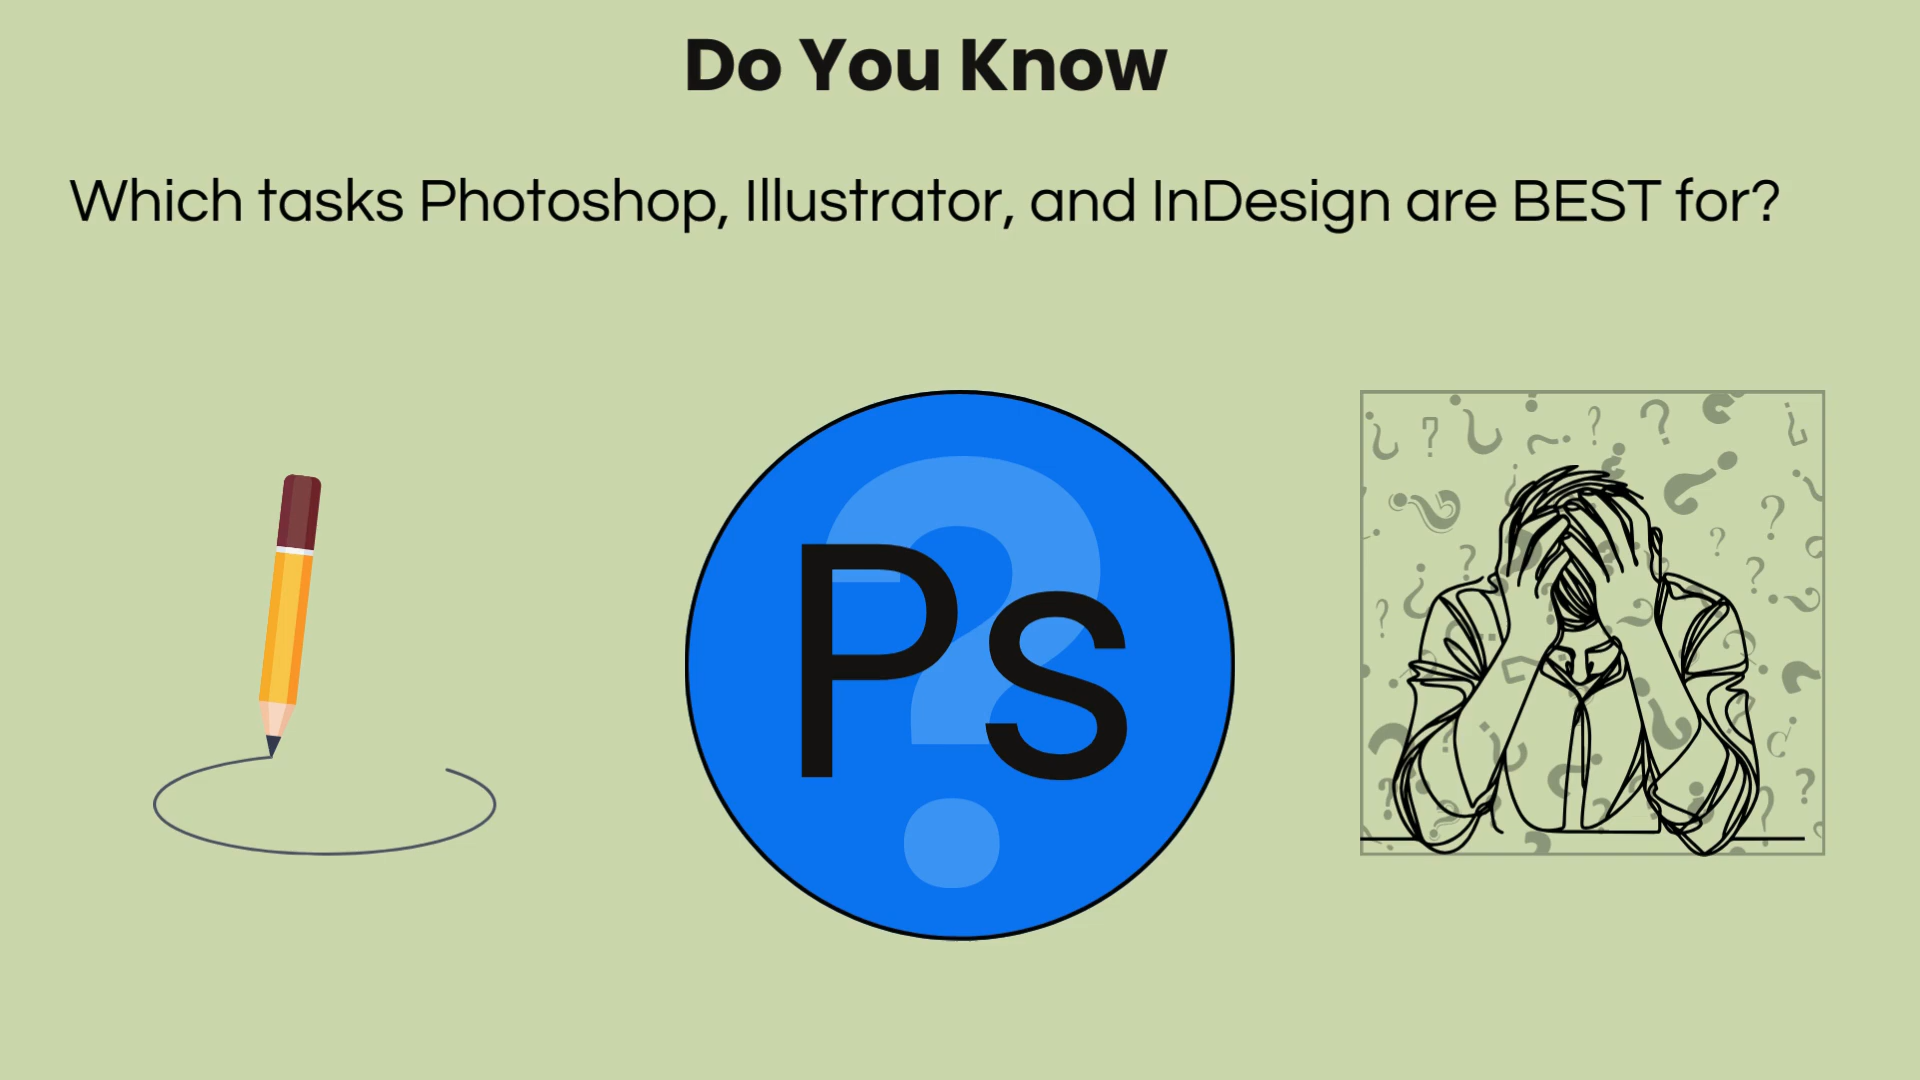 Do You Know
Which tasks Photoshop, Illustrator, and InDesign are BEST for?
?
Ps